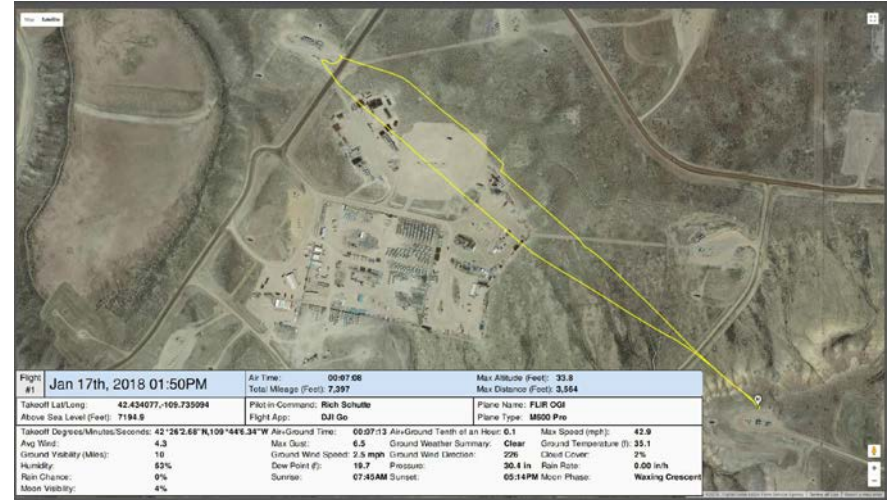 Map Satellite
Flight #1
Jan 17th, 2018 01:50PM
Air Time: 00:07:08
Max Altitude (Feet): 33.8
Total Mileage (Feet): 7,397
Max Distance (Feet): 3,564
Takeoff Lat/Long: 42.434077,-109.735094
Pilot-in-Command: Rich Schutte
Plane Name: FLIR OGI
Above Sea Level (Feet): 7194.9
Flight App: DJI Go
Plane Type: M600 Pro
Takeoff Degrees/Minutes/Seconds: 42°26'2.68" N,109°44'6.34"W Air+Ground Time: 00:07:13 Air+Ground Tenth of an Hour: 0.1 Max Speed (mph): 42.9
Avg Wind: 4.3 Max Gust: 6.5 Ground Weather Summary: Clear Ground Temperature (f): 35.1
Ground Visibility (Miles): 10 Ground Wind Speed: 2.5 mph Ground Wind Direction: 226 Cloud Cover: 2%
Humidity: 53% Dew Point (f): 19.7 Pressure: 30.4 in Rain Rate: 0.00 in/h
Rain Chance: 0% Sunrise: 07:45AM Sunset: 05:14PM Moon Phase: Waxing Crescent
Moon Visibility: 4%